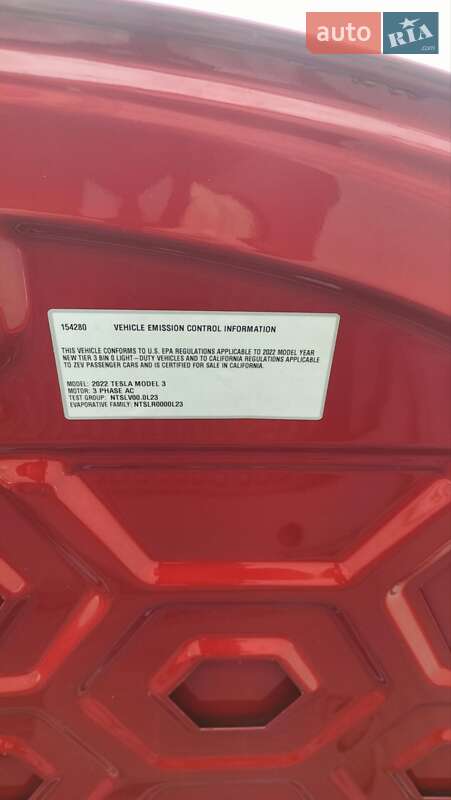 auto RIA
.com
154280 VEHICLE EMISSION CONTROL INFORMATION
THIS VEHICLE CONFORMS TO U.S. EPA REGULATIONS APPLICABLE TO 2022 MODEL YEAR
NEW TIER 3 BIN 0 LIGHT-DUTY VEHICLES AND TO CALIFORNIA REGULATIONS APPLICABLE
TO ZEV PASSENGER CARS AND IS CERTIFIED FOR SALE IN CALIFORNIA.
MODEL: 2022 TESLA MODEL 3
MOTOR: 3 PHASE AC
TEST GROUP: NTSLV00.0L23
EVAPORATIVE FAMILY: NTSLR0000L23